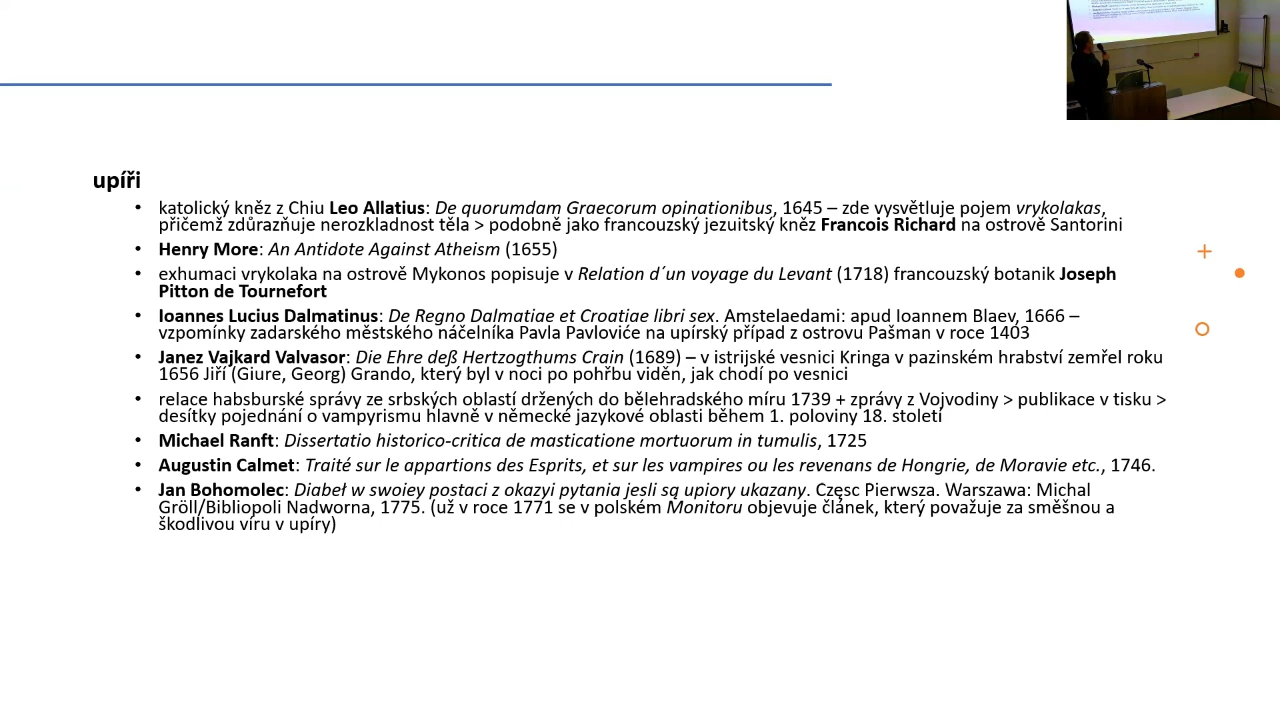 upíři
• katolický kněz z Chiu Leo Allatius: De quorumdam Graecorum opinationibus, 1645 – zde vysvětluje pojem vrykolakas,
přičemž zdůrazňuje nerozkladnost těla > podobně jako francouzský jezuitský kněz Francois Richard na ostrově Santorini
• Henry More: An Antidote Against Atheism (1655)
• exhumaci vrykolaka na ostrově Mykonos popisuje v Relation d´un voyage du Levant (1718) francouzský botanik Joseph
Pitton de Tournefort
• Ioannes Lucius Dalmatinus: De Regno Dalmatiae et Croatiae libri sex. Amstelaedami: apud Ioannem Blaev, 1666 –
vzpomínky zadarského městského náčelníka Pavla Pavloviće na upírský případ z ostrovu Pašman v roce 1403
• Janez Vajkard Valvasor: Die Ehre deß Hertzogthums Crain (1689) – v istrijské vesnici Kringa v pazinském hrabství zemřel roku
1656 Jiří (Giure, Georg) Grando, který byl v noci po pohřbu viděn, jak chodí po vesnici
• relace habsburské správy ze srbských oblastí držených do bělehradského míru 1739 + zprávy z Vojvodiny > publikace v tisku >
desítky pojednání o vampyrismu hlavně v německé jazykové oblasti během 1. poloviny 18. století
• Michael Ranft: Dissertatio historico-critica de masticatione mortuorum in tumulis, 1725
• Augustin Calmet: Traité sur le appartions des Esprits, et sur les vampires ou les revenans de Hongrie, de Moravie etc., 1746.
• Jan Bohomolec: Diabeł w swoiey postaci z okazyi pytania jesli są upiory ukazany. Częsc Pierwsza. Warszawa: Michal
Gröll/Bibliopoli Nadworna, 1775. (už v roce 1771 se v polském Monitoru objevuje článek, který považuje za směšnou a
škodlivou víru v upíry)